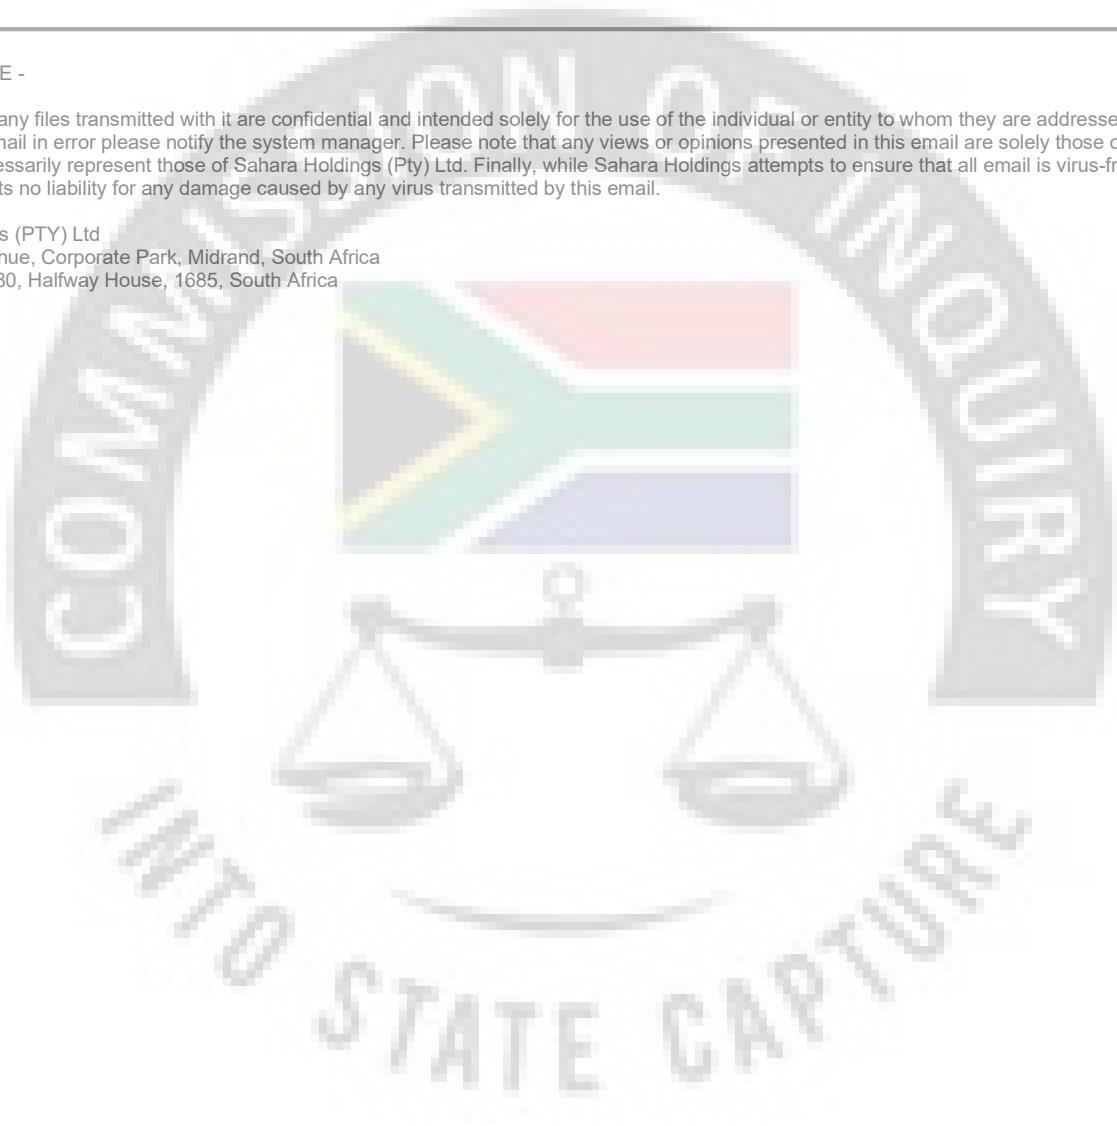 E -
any files transmitted with it are confidential and intended solely for the use of the individual or entity to whom they are addresse
mail in error please notify the system manager. Please note that any views or opinions presented in this email are solely those o
essarily represent those of Sahara Holdings (Pty) Ltd. Finally, while Sahara Holdings attempts to ensure that all email is virus-fr
ts no liability for any damage caused by any virus transmitted by this email.
s (PTY) Ltd
nue, Corporate Park, Midrand, South Africa
30, Halfway House, 1685, South Africa
COMMISSION OF INQUIRY
INTO STATE CAPTURE